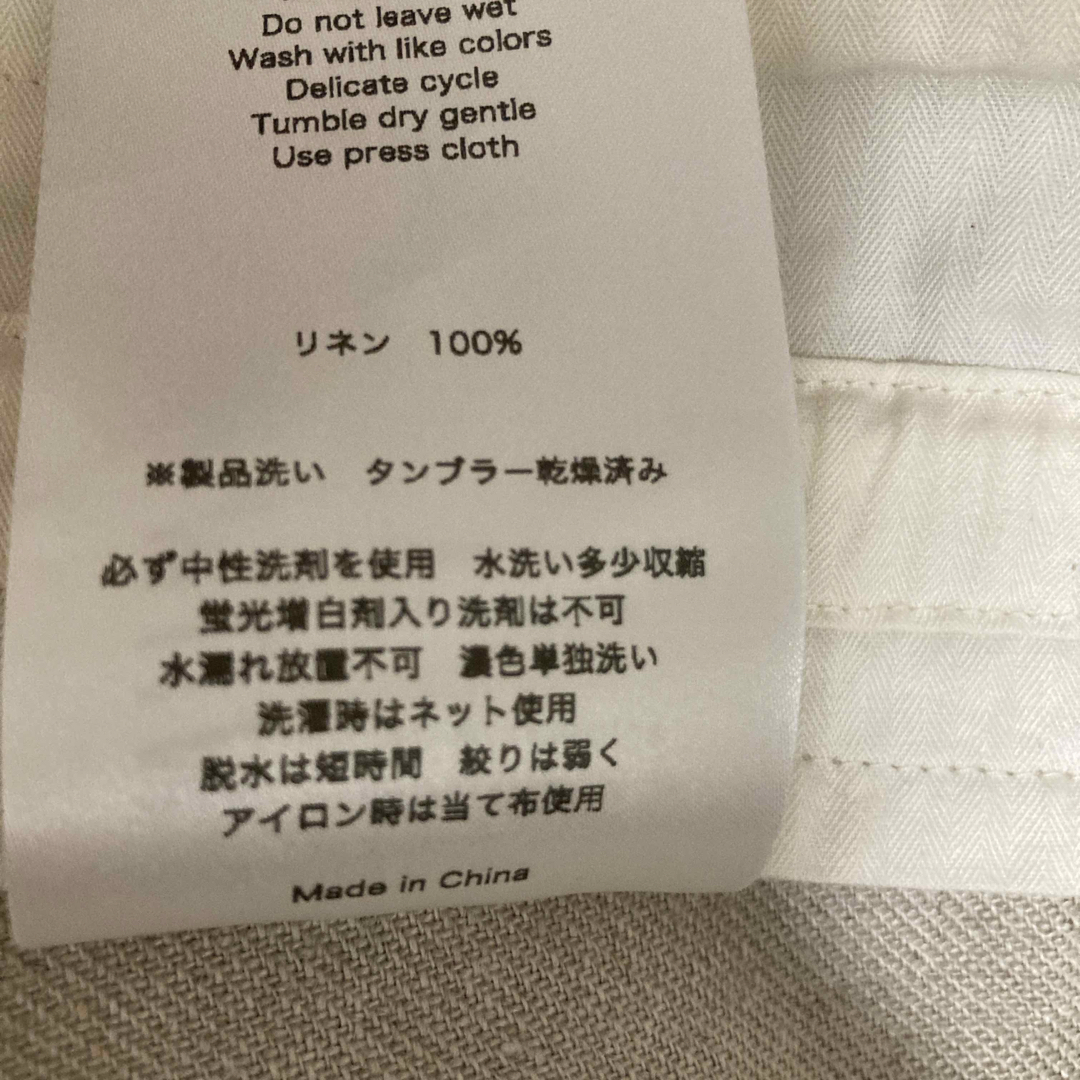 Do not leave wet
Wash with like colors
Delicate cycle
Tumble dry gentle
Use press cloth
リネン　100%
※製品洗い　タンブラー乾燥済み
必ず中性洗剤を使用　水洗い多少収縮
蛍光増白剤入り洗剤は不可
水漏れ放置不可　濃色単独洗い
洗濯時はネット使用
脱水は短時間　絞りは弱く
アイロン時は当て布使用
Made in China